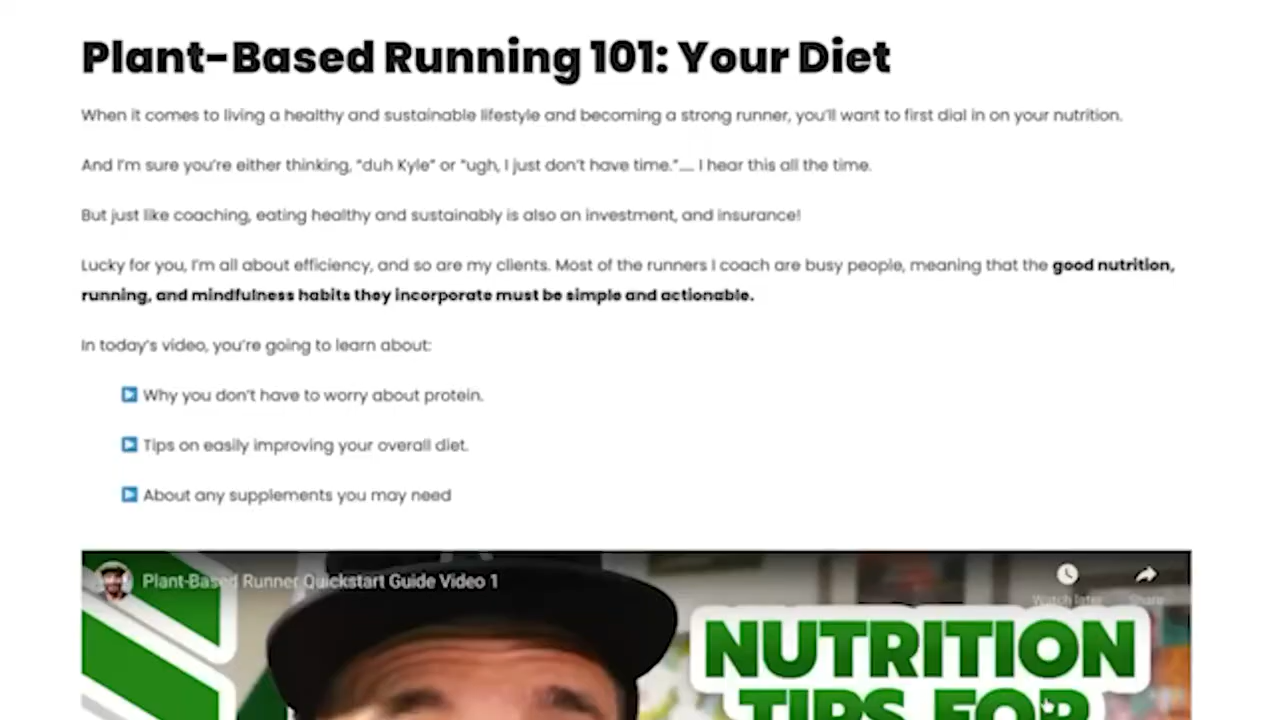 Plant-Based Running 101: Your Diet
When it comes to living a healthy and sustainable lifestyle and becoming a strong runner, you'll want to first dial in on your nutrition.
And I'm sure you're either thinking, "duh Kyle" or "ugh, I just don't have time.".... I hear this all the time.
But just like coaching, eating healthy and sustainably is also an investment, and insurance!
Lucky for you, I'm all about efficiency, and so are my clients. Most of the runners I coach are busy people, meaning that the good nutrition,
running, and mindfulness habits they incorporate must be simple and actionable.
In today's video, you're going to learn about:
Why you don't have to worry about protein.
Tips on easily improving your overall diet.
About any supplements you may need
Plant-Based Runner Quickstart Guide Video 1
Watch later
Share
NUTRITION
TIPS FOR